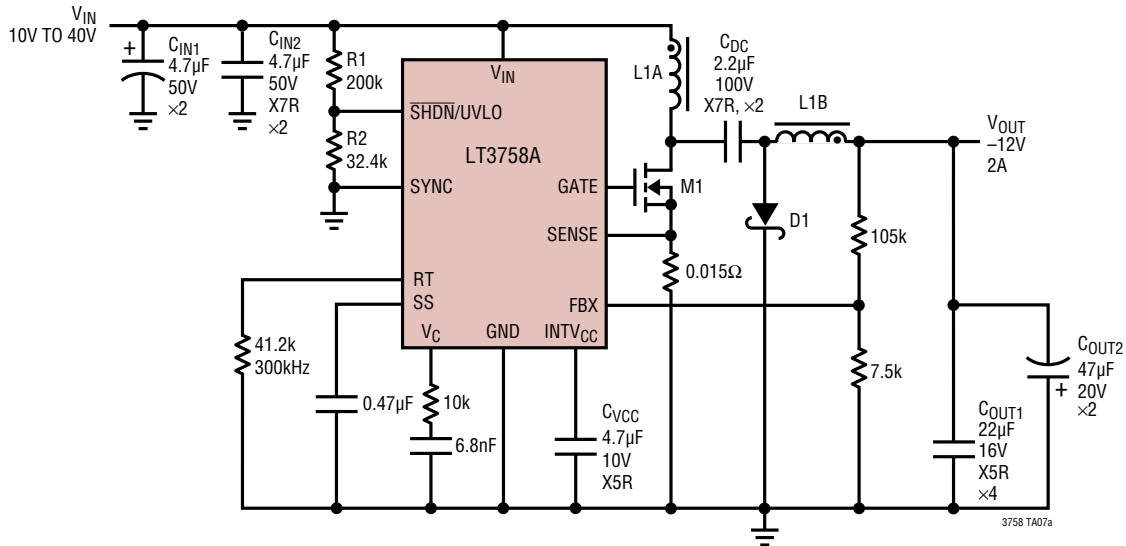 VIN
10V TO 40V
CIN1
4.7µF
50V
×2
+
CIN2
4.7µF
50V
X7R
×2
R1
200k
R2
32.4k
VIN
SHDN/UVLO
LT3758A
SYNC
GATE
SENSE
RT
SS
FBX
VC
GND
INTVCC
L1A
CDC
2.2µF
100V
X7R, ×2
L1B
VOUT
–12V
2A
M1
D1
105k
0.015Ω
7.5k
41.2k
300kHz
0.47µF
10k
6.8nF
CVCC
4.7µF
10V
X5R
COUT2
47µF
20V
×2
+
COUT1
22µF
16V
X5R
×4
3758 TA07a